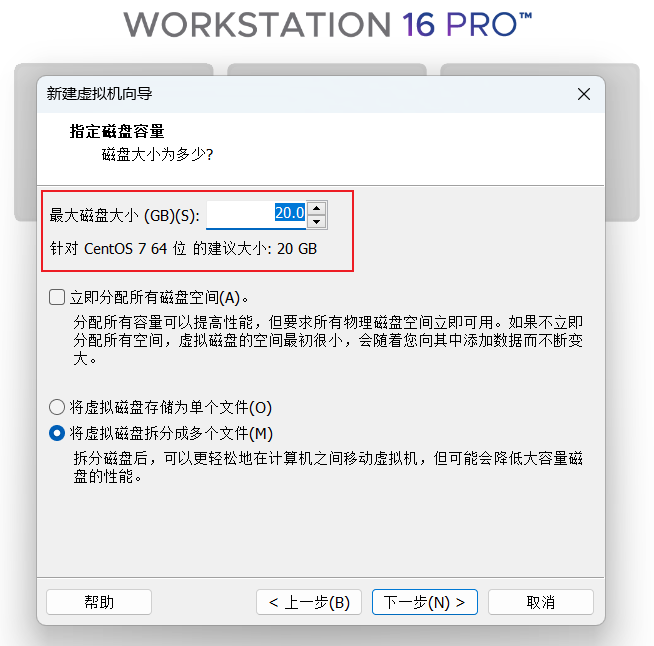 WORKSTATION 16 PRO™
新建虚拟机向导
指定磁盘容量
磁盘大小为多少?
最大磁盘大小 (GB)(S): 20.0
针对 CentOS 7 64 位 的建议大小: 20 GB
立即分配所有磁盘空间(A)。
分配所有容量可以提高性能，但要求所有物理磁盘空间立即可用。如果不立即
分配所有空间，虚拟磁盘的空间最初很小，会随着您向其中添加数据而不断变
大。
将虚拟磁盘存储为单个文件(O)
将虚拟磁盘拆分成多个文件(M)
拆分磁盘后，可以更轻松地在计算机之间移动虚拟机，但可能会降低大容量磁
盘的性能。
帮助 < 上一步(B) 下一步(N) > 取消